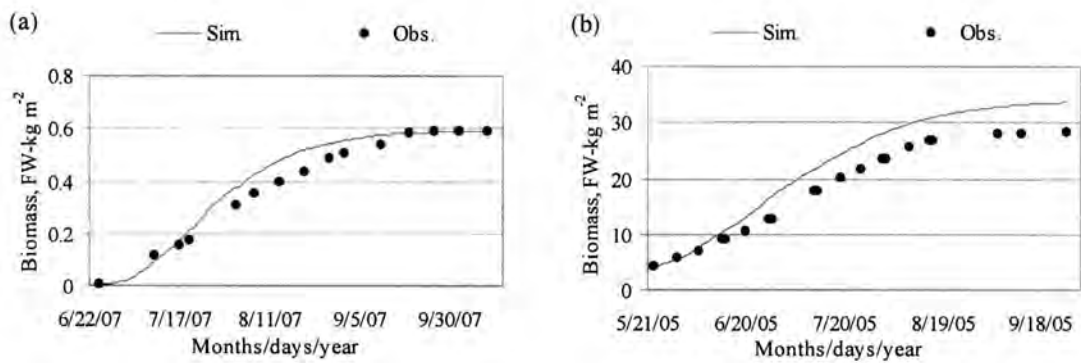 (a)
Sim.
Obs.
Biomass, FW-kg m-2
0.8
0.6
0.4
0.2
0
6/22/07 7/17/07 8/11/07 9/5/07 9/30/07
Months/days/year
(b)
Sim.
Obs.
Biomass, FW-kg m-2
40
30
20
10
0
5/21/05 6/20/05 7/20/05 8/19/05 9/18/05
Months/days/year